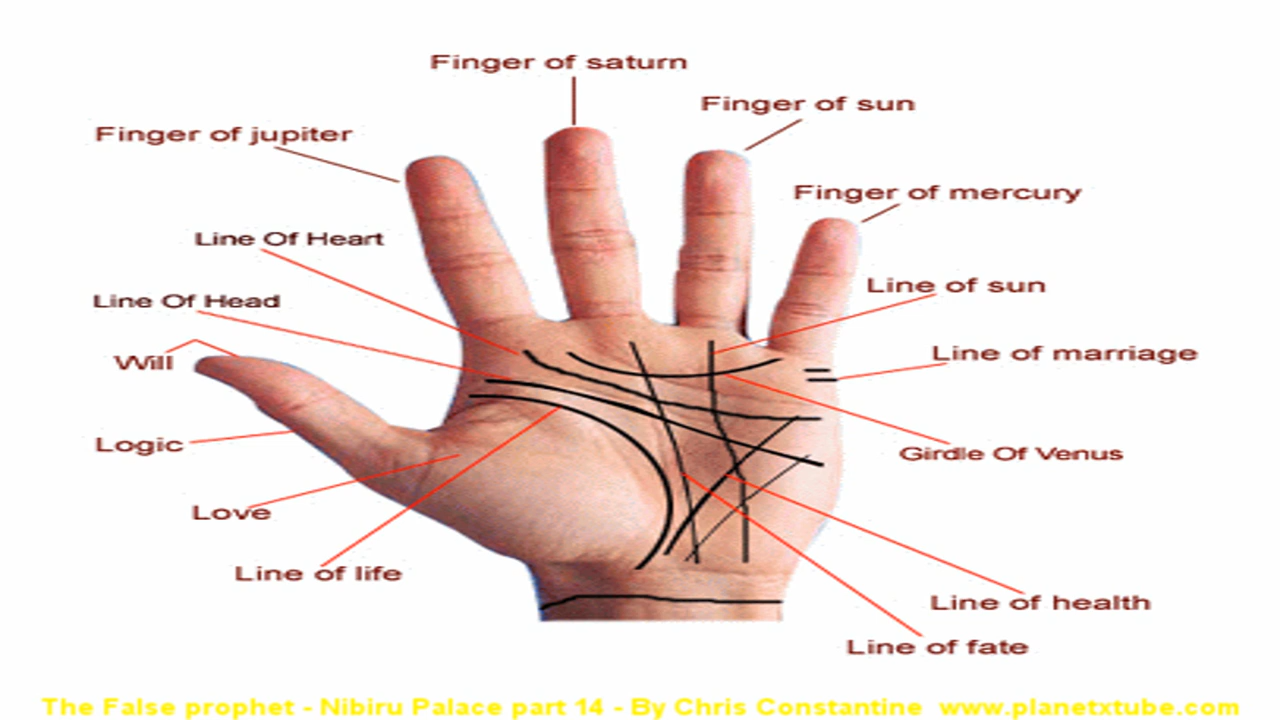 Finger of saturn
Finger of sun
Finger of jupiter
Finger of mercury
Line Of Heart
Line of sun
Line Of Head
Line of marriage
Will
Logic
Girdle Of Venus
Love
Line of life
Line of health
Line of fate
The False prophet - Nibiru Palace part 14 - By Chris Constantine www.planetxtube.com